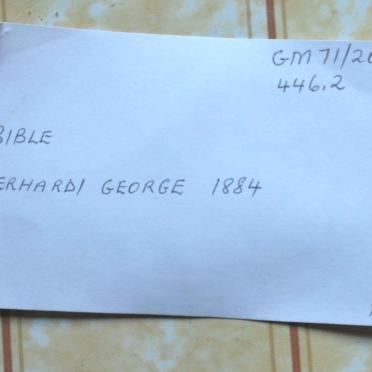 GM 71/20
446.2
BIBLE
ERHARDI GEORGE 1884